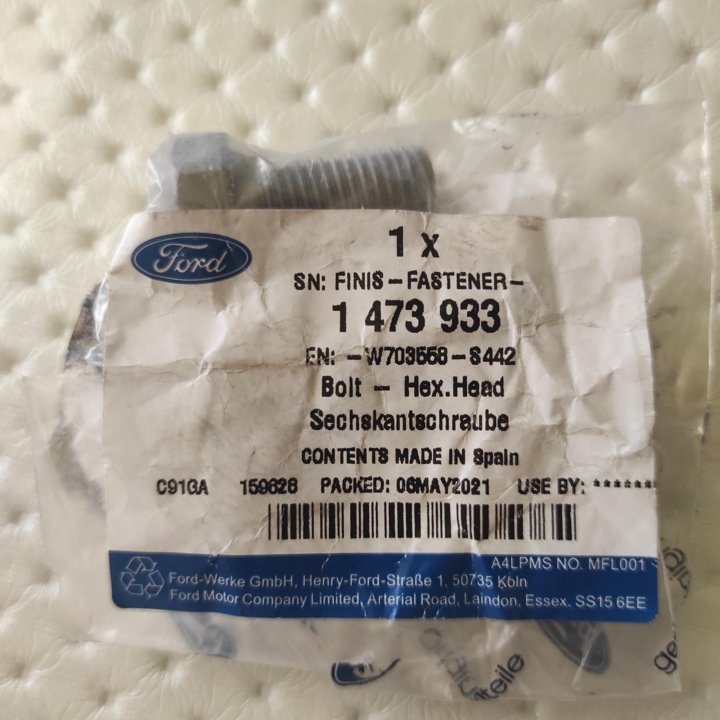 Ford
1 x
SN: FINIS-FASTENER-
1 473 933
EN: -W703558-S442
Bolt - Hex.Head
Sechskantschraube
CONTENTS MADE IN Spain
C91GA 159828 PACKED: 06MAY2021 USE BY: ******
A4LPMS NO. MFL001
Ford-Werke GmbH, Henry-Ford-Straße 1, 50735 Köln
Ford Motor Company Limited, Arterial Road, Laindon, Essex. SS15 6EE